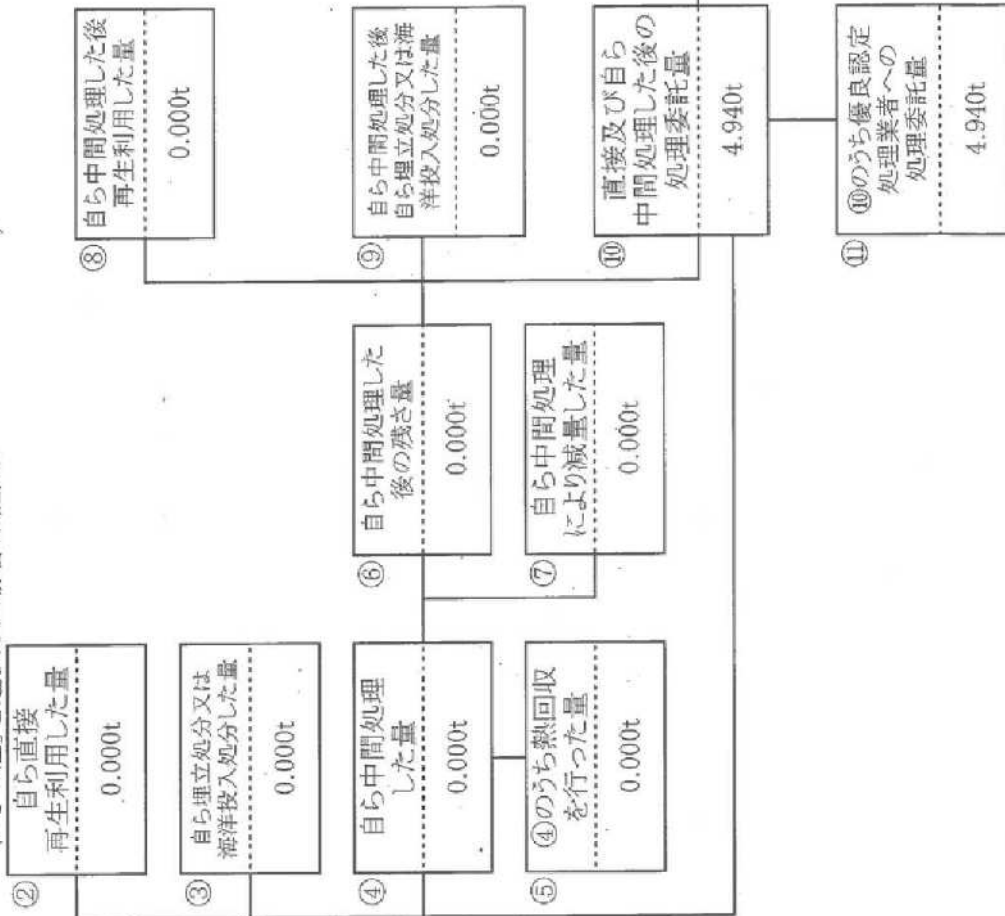 ②
自ら直接
再生利用した量
0.000t
③
自ら埋立処分又は
海洋投入処分した量
0.000t
④
自ら中間処理
した量
0.000t
⑤
④のうち熱回収
を行った量
0.000t
⑥
自ら中間処理した
後の残さ量
0.000t
⑦
自ら中間処理
により減量した量
0.000t
⑧
自ら中間処理した後
再生利用した量
0.000t
⑨
自ら中間処理した後
自ら埋立処分又は海
洋投入処分した量
0.000t
⑩
直接及び自ら
中間処理した後の
処理委託量
4.940t
⑪
⑩のうち優良認定
処理業者への
処理委託量
4.940t